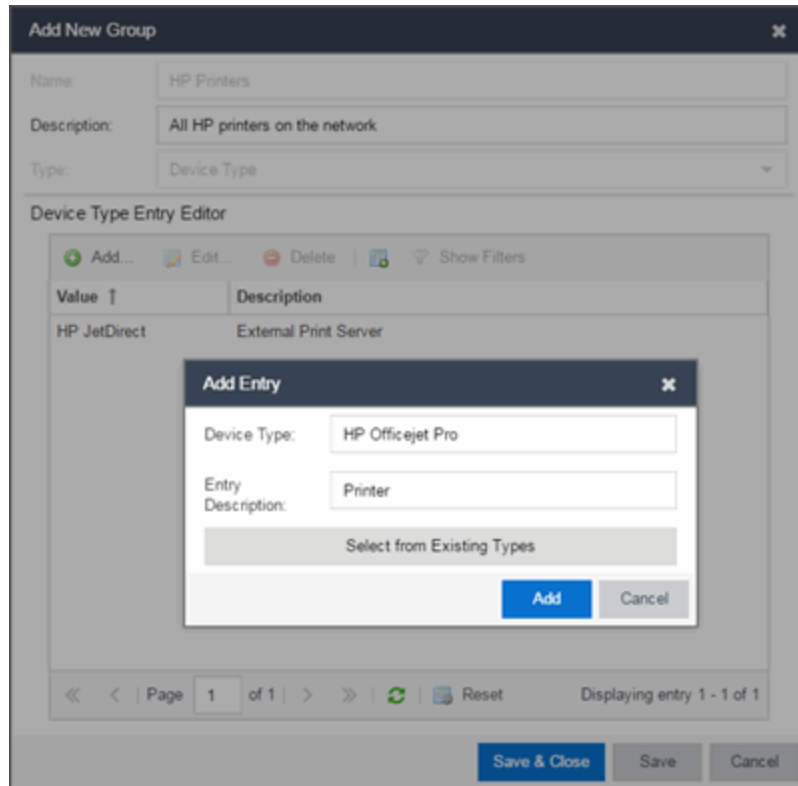 Add New Group
Name: HP Printers
Description: All HP printers on the network
Type: Device Type
Device Type Entry Editor
Add... Edit... Delete Show Filters
Value ↑ Description
HP JetDirect External Print Server
Add Entry
Device Type: HP Officejet Pro
Entry
Description: Printer
Select from Existing Types
Add Cancel
Page 1 of 1 Reset Displaying entry 1 - 1 of 1
Save & Close Save Cancel